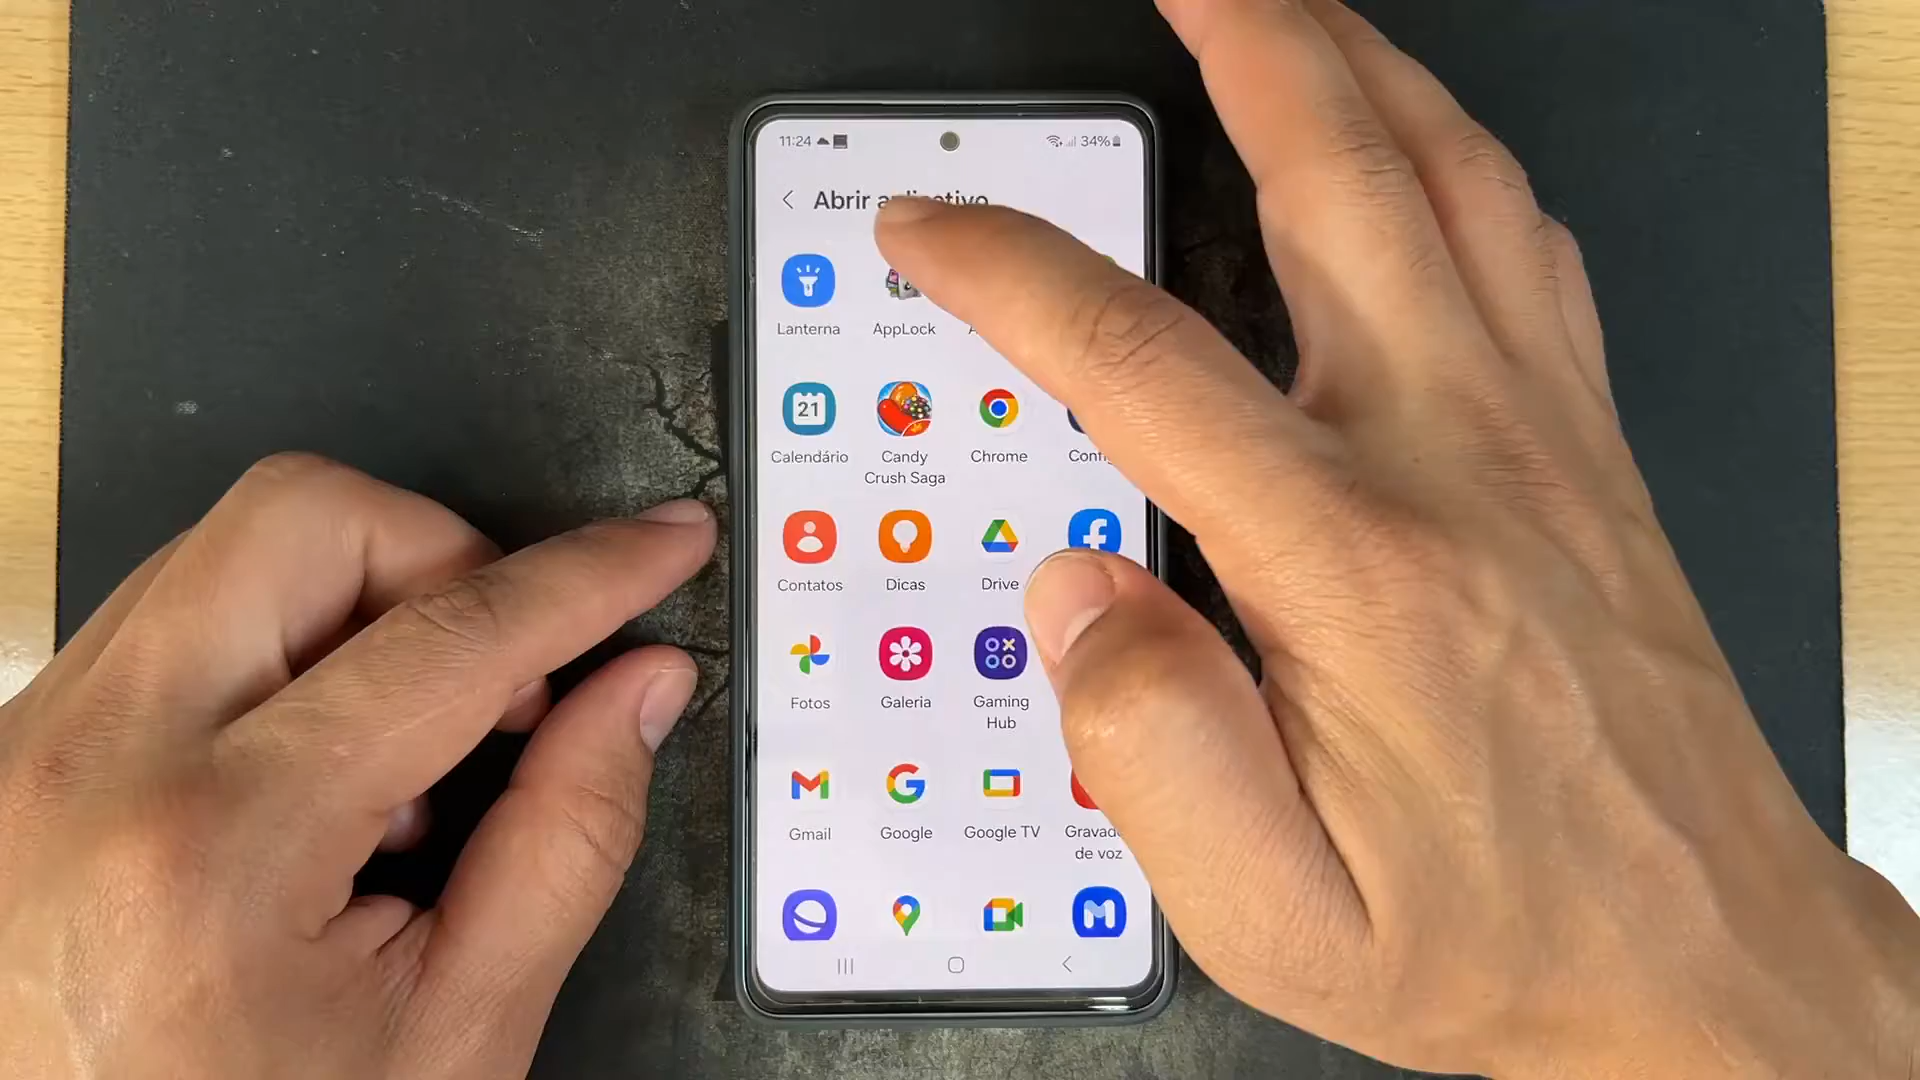 11:24 34%
Abrir aplicativo
Lanterna AppLock
21
Calendário Candy Crush Saga Chrome
Contatos Dicas Drive
Fotos Galeria Gaming Hub
Gmail Google Google TV de voz